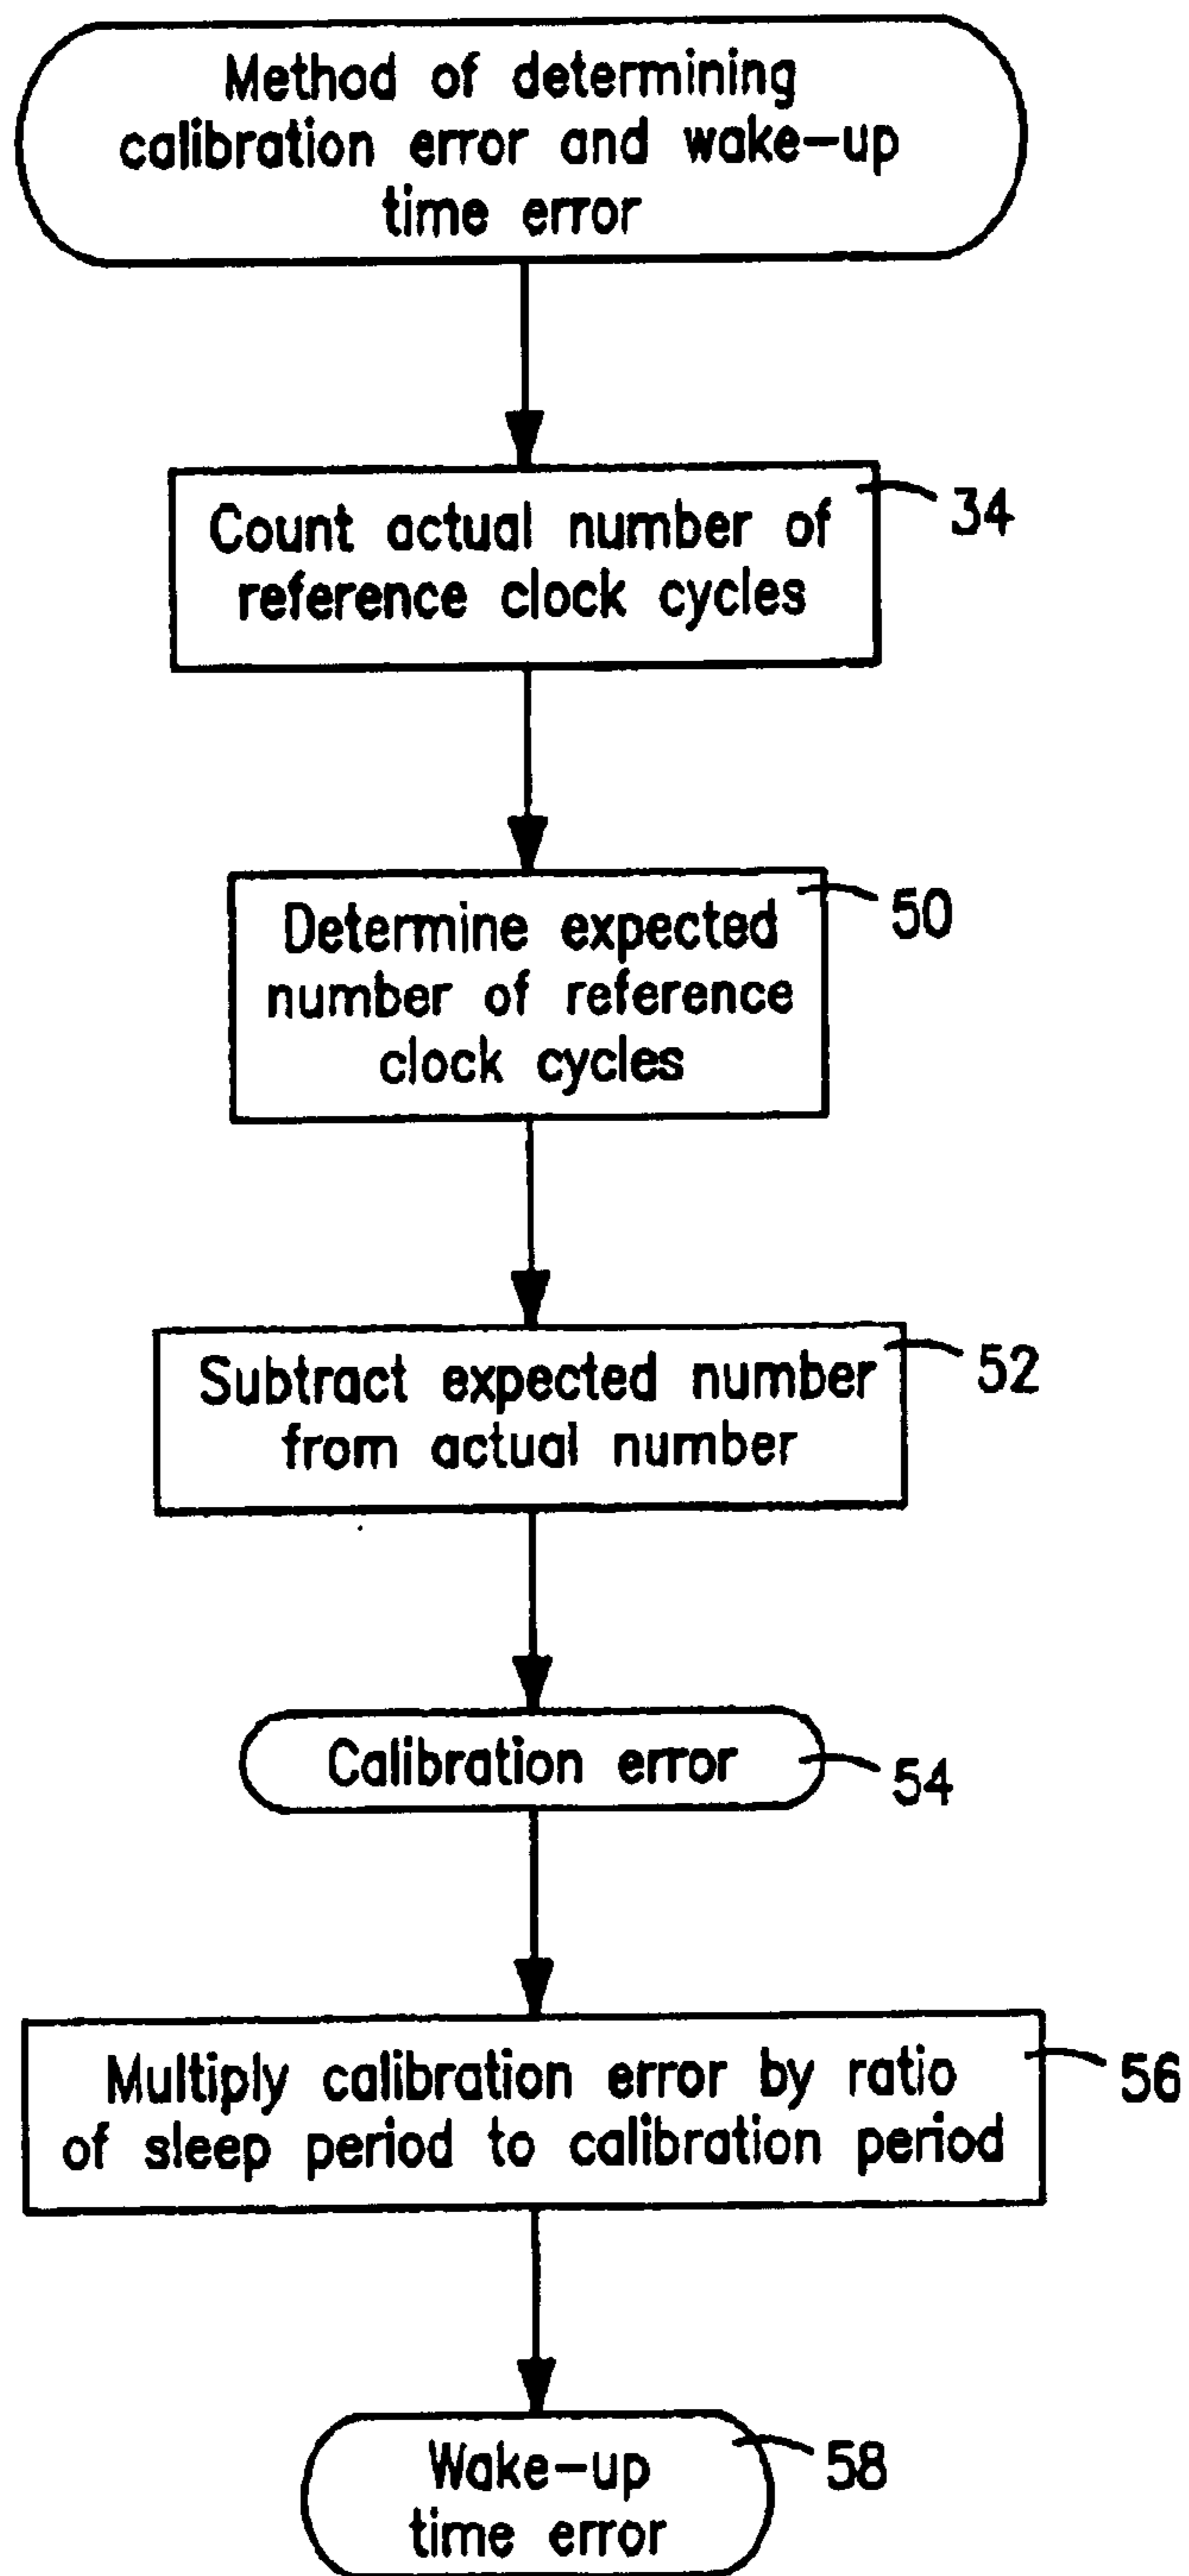 Method of determining
calibration error and wake-up
time error
Count actual number of
reference clock cycles
34
Determine expected
number of reference
clock cycles
50
Subtract expected number
from actual number
52
Calibration error
54
Multiply calibration error by ratio
of sleep period to calibration period
56
Wake-up
time error
58